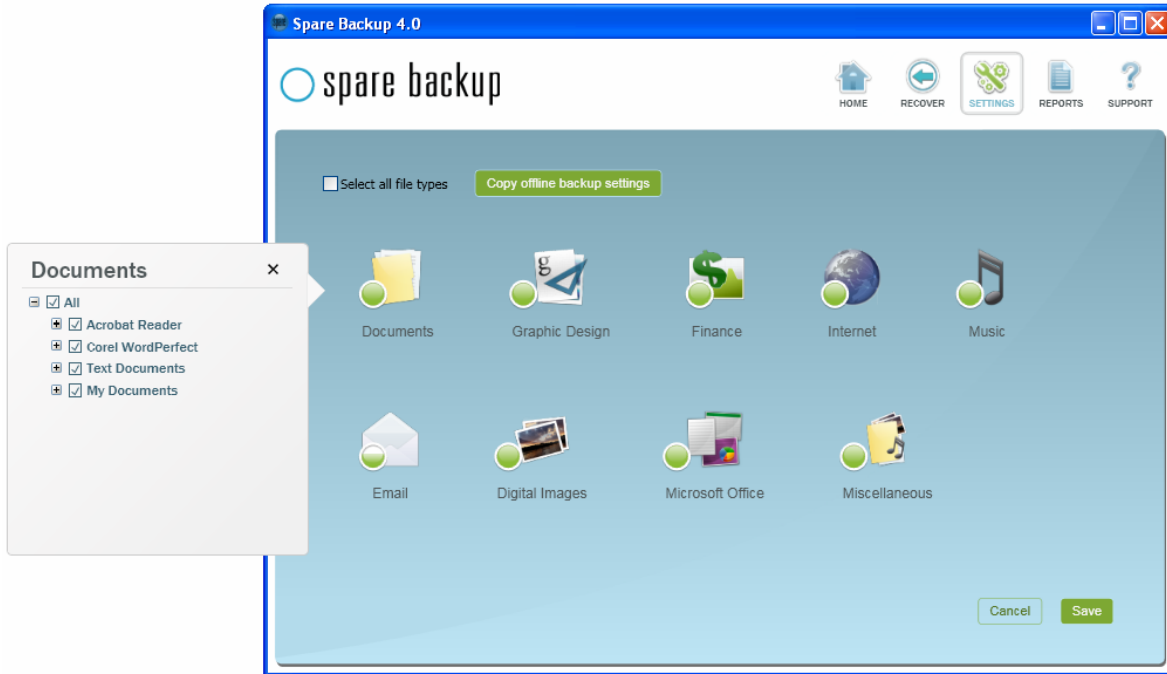 Spare Backup 4.0
spare backup
HOME
RECOVER
SETTINGS
REPORTS
SUPPORT
Select all file types
Copy offline backup settings
Documents
All
Acrobat Reader
Corel WordPerfect
Text Documents
My Documents
Documents
Graphic Design
Finance
Internet
Music
Email
Digital Images
Microsoft Office
Miscellaneous
Cancel
Save